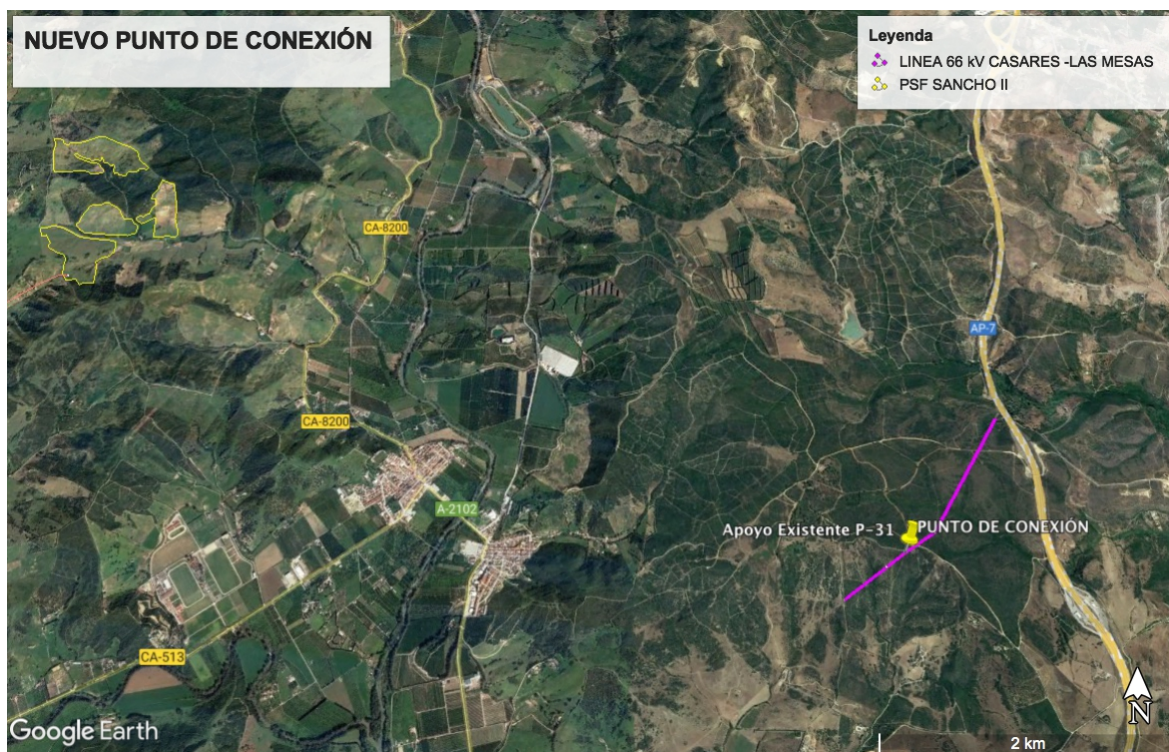 NUEVO PUNTO DE CONEXIÓN
Leyenda
LINEA 66 kV CASARES -LAS MESAS
PSF SANCHO II
CA-8200
AP-7
CA-8200
A-2102
Apoyo Existente P-31
PUNTO DE CONEXIÓN
CA-513
N
Google Earth
2 km